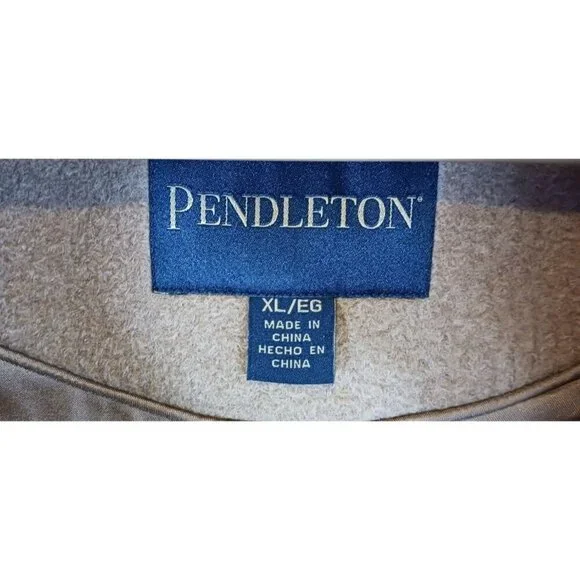 PENDLETON®
XL/EG
MADE IN
CHINA
HECHO EN
CHINA